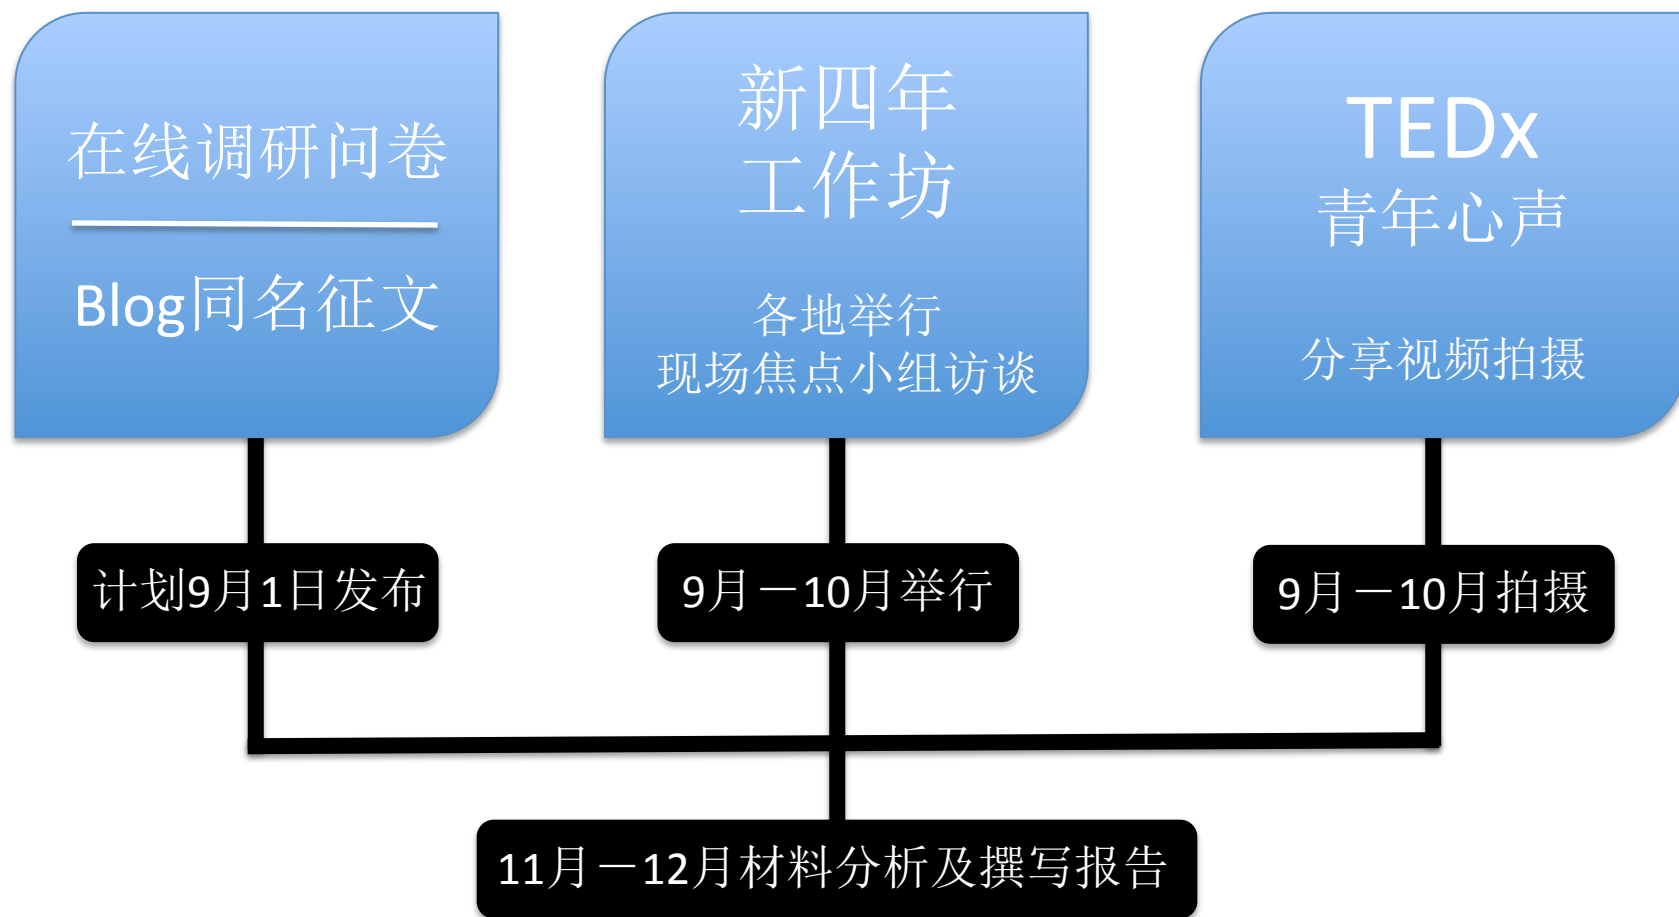 在线调研问卷
Blog同名征文
新四年
工作坊
各地举行
现场焦点小组访谈
TEDx
青年心声
分享视频拍摄
计划9月1日发布
9月－10月举行
9月－10月拍摄
11月－12月材料分析及撰写报告